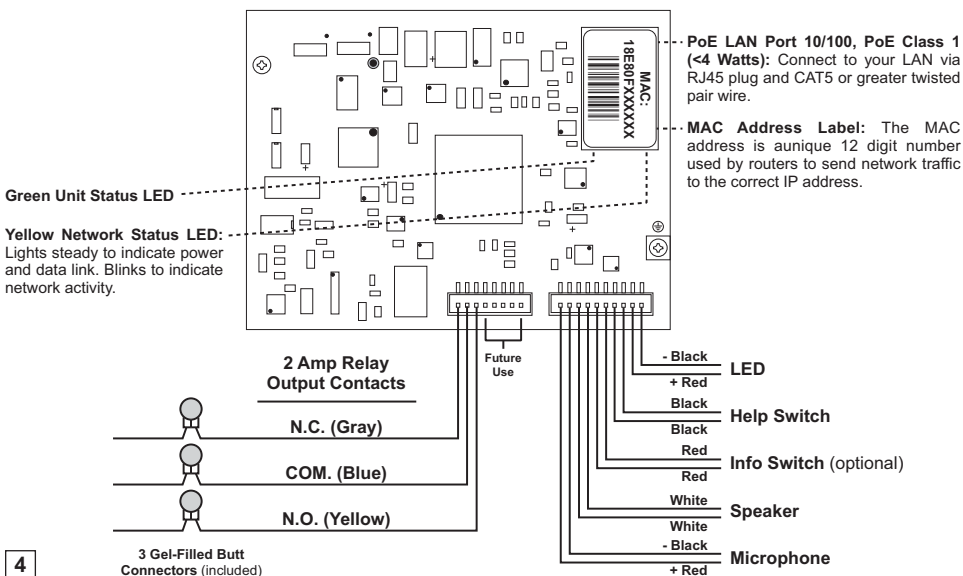 PoE LAN Port 10/100, PoE Class 1
(<4 Watts): Connect to your LAN via
RJ45 plug and CAT5 or greater twisted
pair wire.
MAC:
18E80FXXXXXX
MAC Address Label: The MAC
address is aunique 12 digit number
used by routers to send network traffic
to the correct IP address.
Green Unit Status LED
Yellow Network Status LED:
Lights steady to indicate power
and data link. Blinks to indicate
network activity.
2 Amp Relay
Output Contacts
Future
Use
N.C. (Gray)
COM. (Blue)
N.O. (Yellow)
3 Gel-Filled Butt
Connectors (included)
- Black
LED
+ Red
Black
Help Switch
Black
Red
Info Switch (optional)
Red
White
Speaker
White
- Black
Microphone
+ Red
4